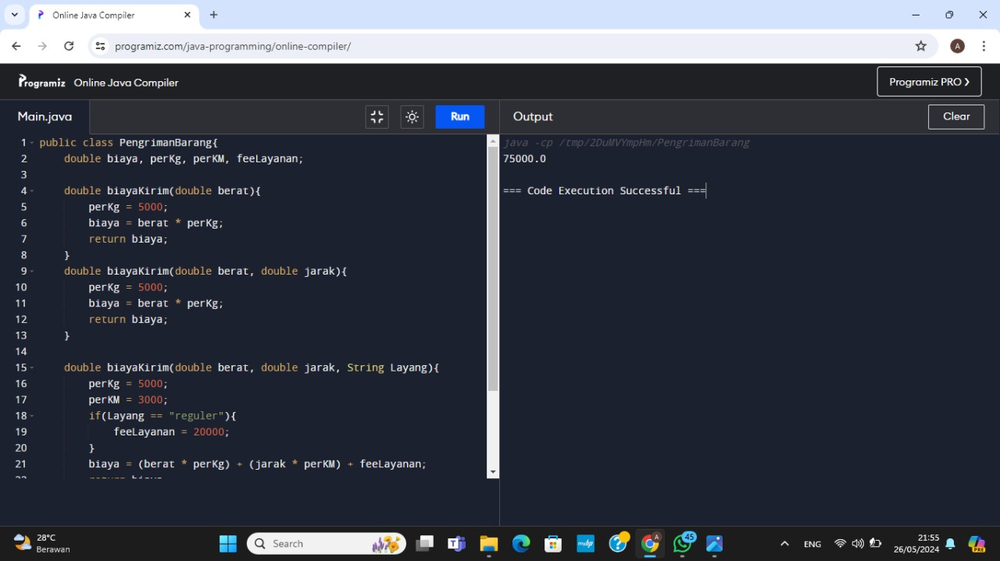 Online Java Compiler
programiz.com/java-programming/online-compiler/
A
Programiz Online Java Compiler
Programiz PRO ❯
Main.java
Run
Output
Clear
1 public class PengrimanBarang{
2 double biaya, perKg, perKM, feeLayanan;
3
4 double biayaKirim(double berat){
5 perKg = 5000;
6 biaya = berat * perKg;
7 return biaya;
8 }
9 double biayaKirim(double berat, double jarak){
10 perKg = 5000;
11 biaya = berat * perKg;
12 return biaya;
13 }
14
15 double biayaKirim(double berat, double jarak, String Layang){
16 perKg = 5000;
17 perKM = 3000;
18 if(Layang == "reguler"){
19 feeLayanan = 20000;
20 }
21 biaya = (berat * perKg) + (jarak * perKM) + feeLayanan;
java -cp /tmp/2DuMVYmpHm/PengrimanBarang
75000.0
=== Code Execution Successful ===
28°C
Berawan
Search
myhp
A
45
ENG
21:55
26/05/2024
PRE